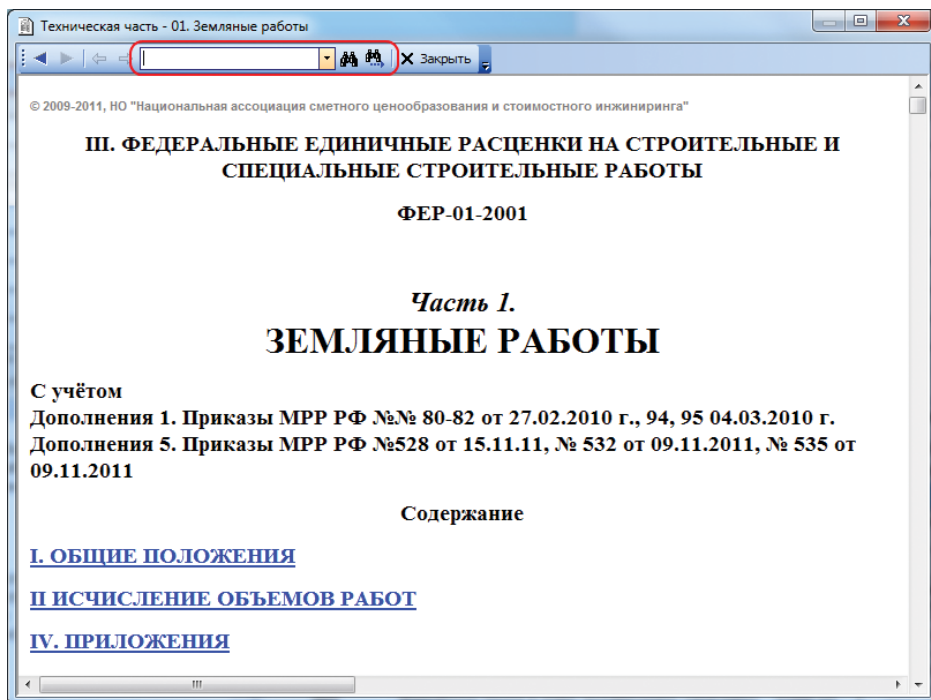 Техническая часть - 01. Земляные работы
Закрыть
© 2009-2011, НО "Национальная ассоциация сметного ценообразования и стоимостного инжиниринга"
III. ФЕДЕРАЛЬНЫЕ ЕДИНИЧНЫЕ РАСЦЕНКИ НА СТРОИТЕЛЬНЫЕ И
СПЕЦИАЛЬНЫЕ СТРОИТЕЛЬНЫЕ РАБОТЫ
ФЕР-01-2001
Часть 1.
ЗЕМЛЯНЫЕ РАБОТЫ
С учётом
Дополнения 1. Приказы МРР РФ №№ 80-82 от 27.02.2010 г., 94, 95 04.03.2010 г.
Дополнения 5. Приказы МРР РФ №528 от 15.11.11, № 532 от 09.11.2011, № 535 от
09.11.2011
Содержание
I. ОБЩИЕ ПОЛОЖЕНИЯ
II ИСЧИСЛЕНИЕ ОБЪЕМОВ РАБОТ
IV. ПРИЛОЖЕНИЯ